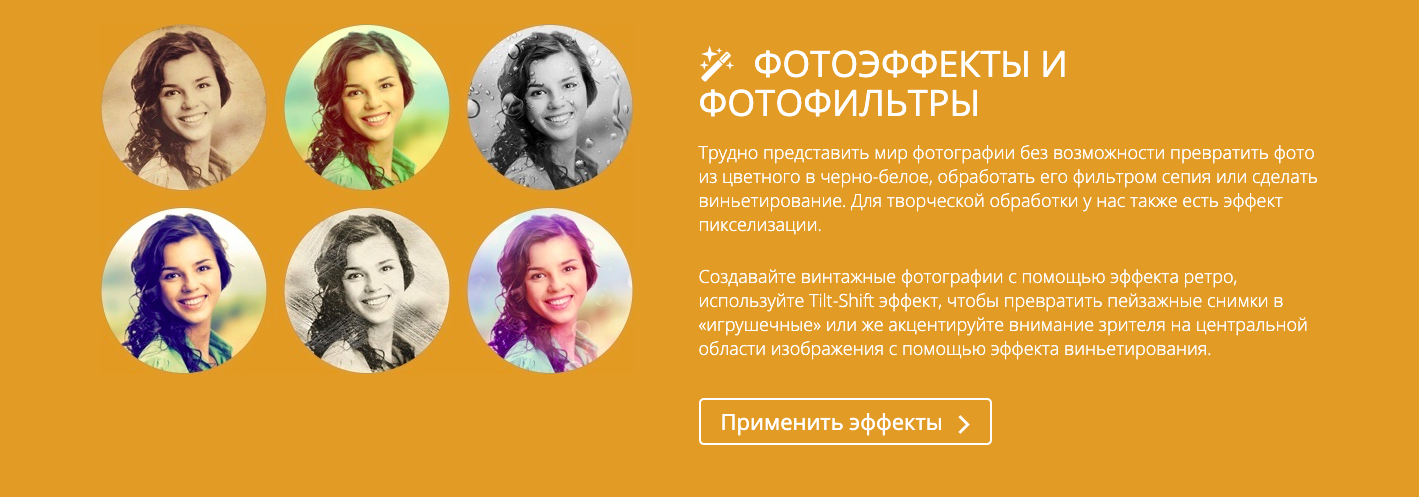 ФОТОЭФФЕКТЫ И
ФОТОФИЛЬТРЫ
Трудно представить мир фотографии без возможности превратить фото
из цветного в черно-белое, обработать его фильтром сепия или сделать
виньетирование. Для творческой обработки у нас также есть эффект
пикселизации.
Создавайте винтажные фотографии с помощью эффекта ретро,
используйте Tilt-Shift эффект, чтобы превратить пейзажные снимки в
«игрушечные» или же акцентируйте внимание зрителя на центральной
области изображения с помощью эффекта виньетирования.
Применить эффекты